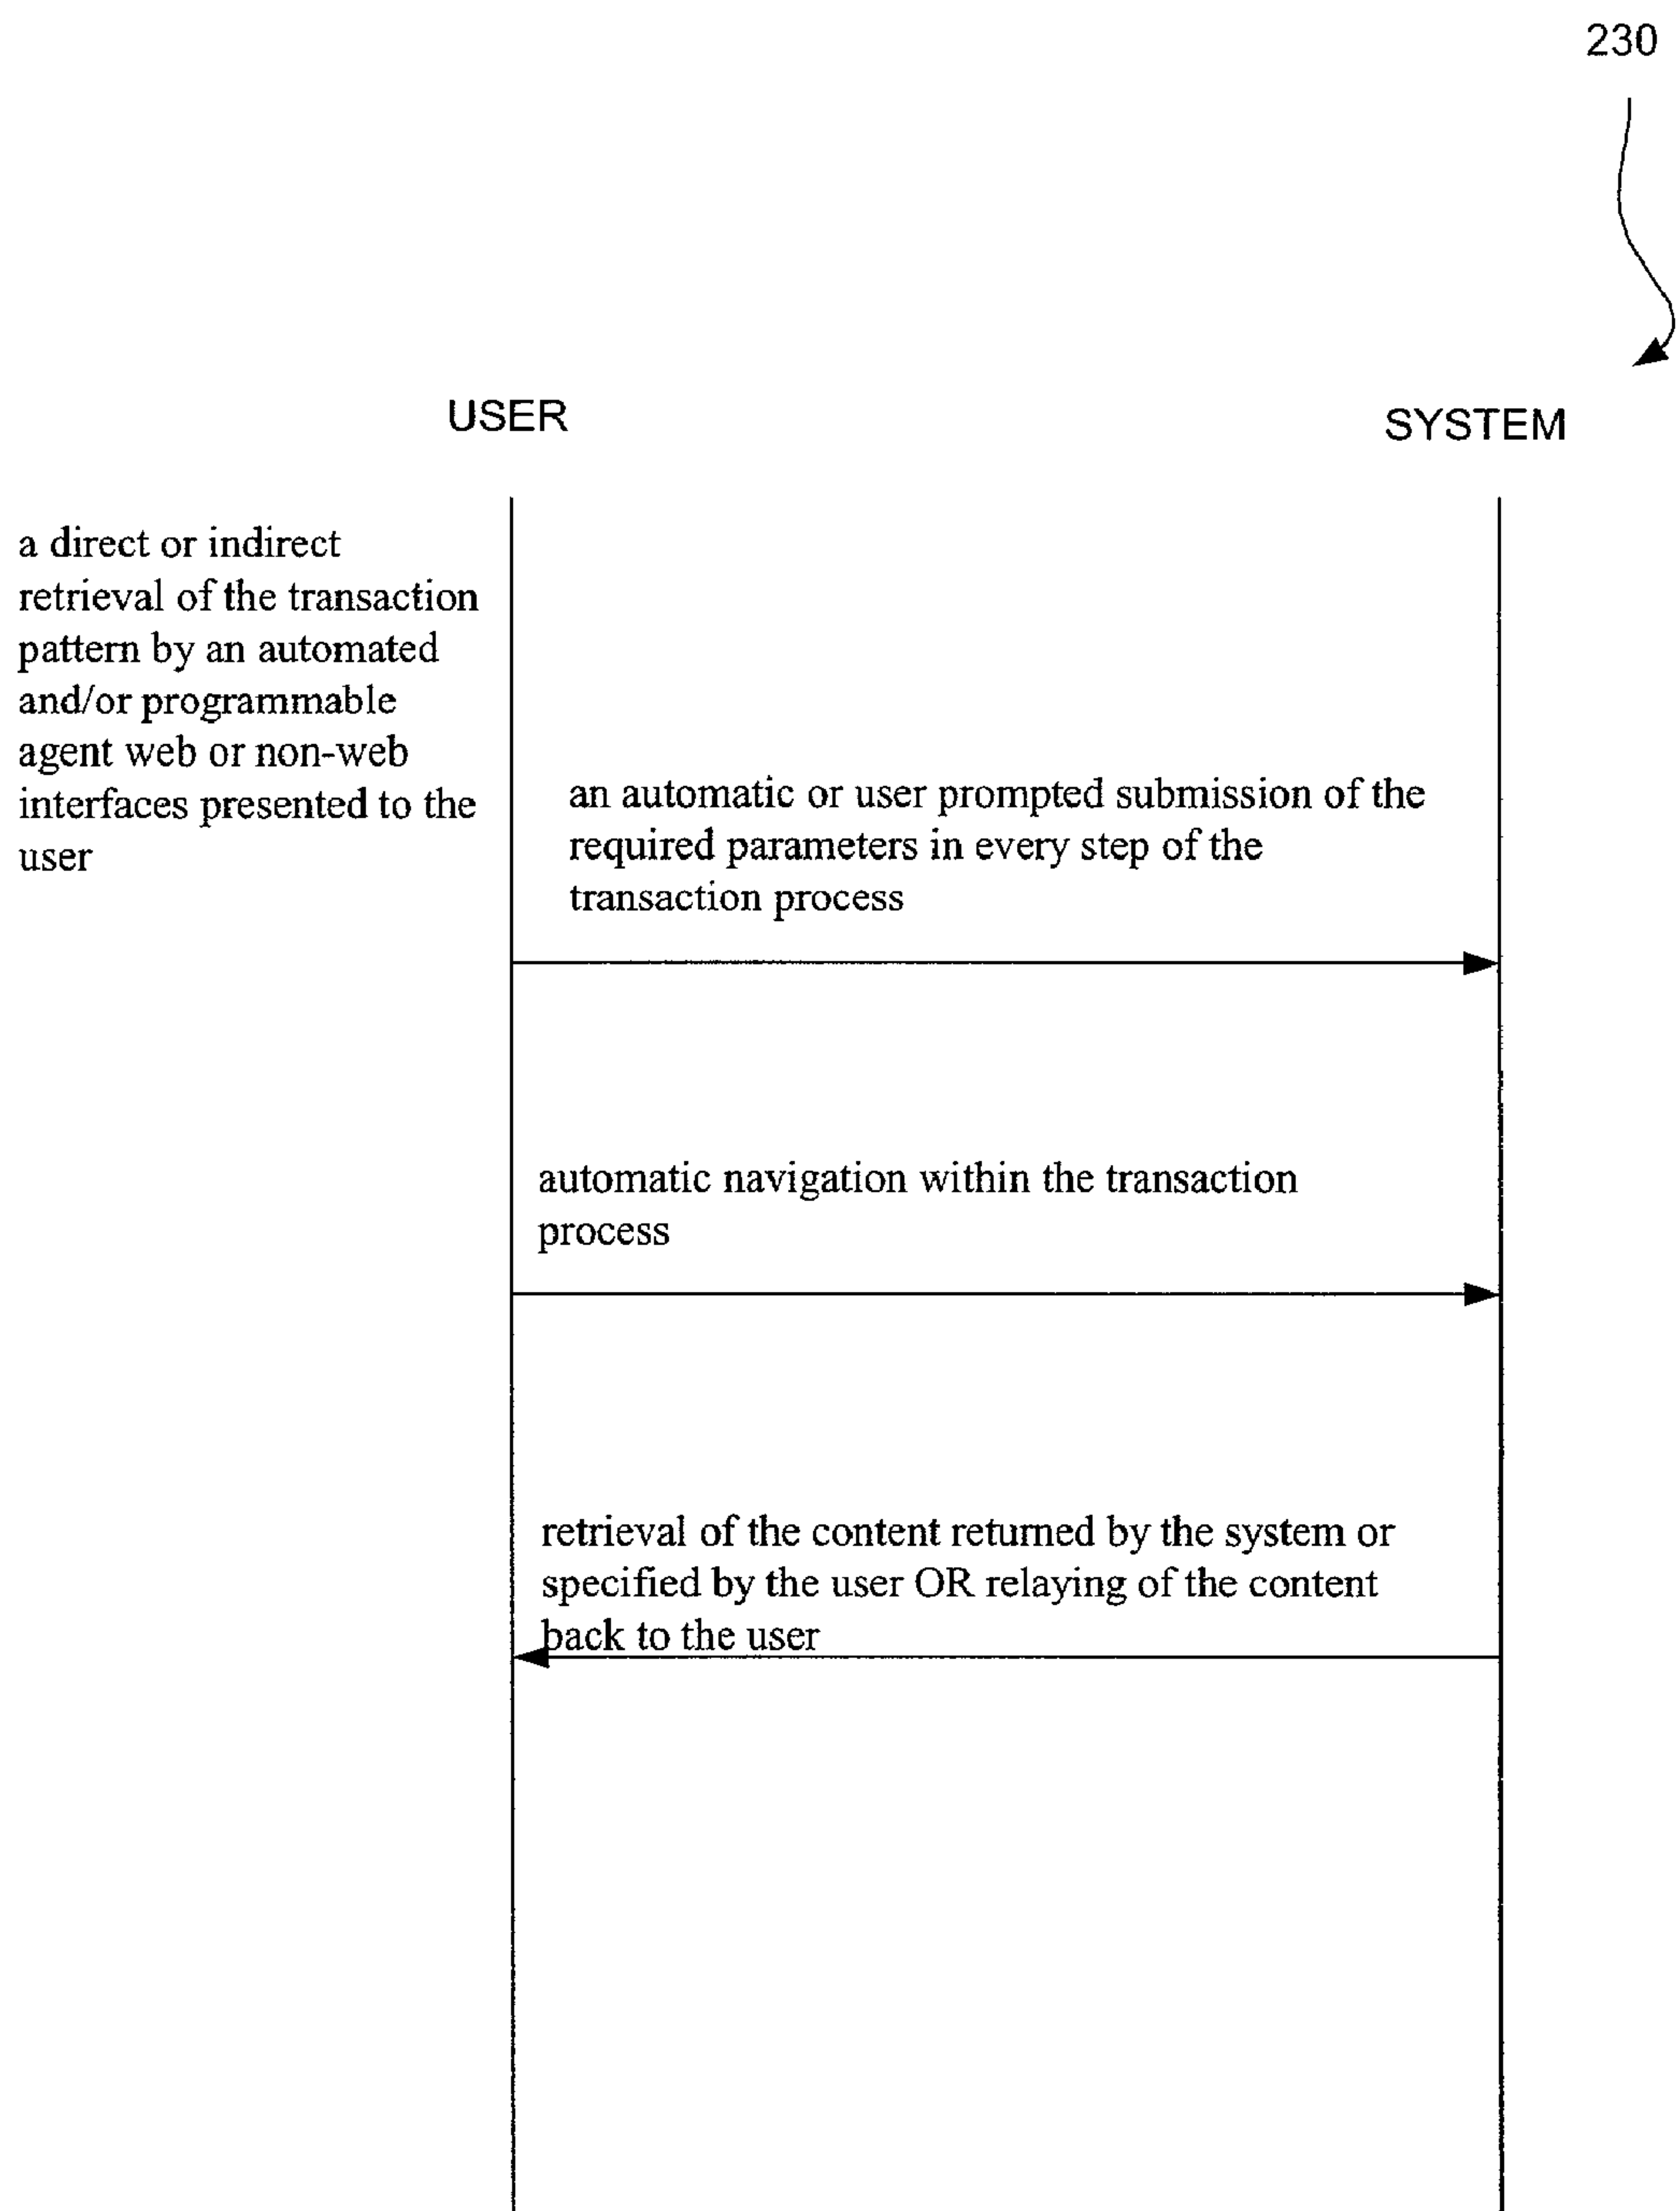 230
USER
SYSTEM
a direct or indirect
retrieval of the transaction
pattern by an automated
and/or programmable
agent web or non-web
interfaces presented to the
user
an automatic or user prompted submission of the
required parameters in every step of the
transaction process
automatic navigation within the transaction
process
retrieval of the content returned by the system or
specified by the user OR relaying of the content
back to the user